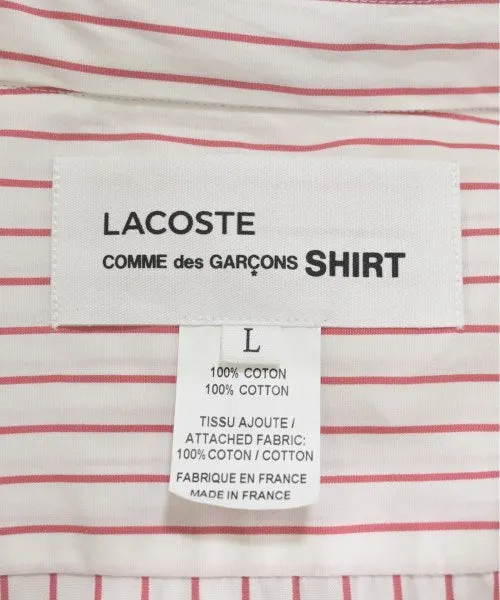 LACOSTE
COMME des GARÇONS SHIRT
L
100% COTON
100% COTTON
TISSU AJOUTE /
ATTACHED FABRIC:
100% COTON / COTTON
FABRIQUE EN FRANCE
MADE IN FRANCE